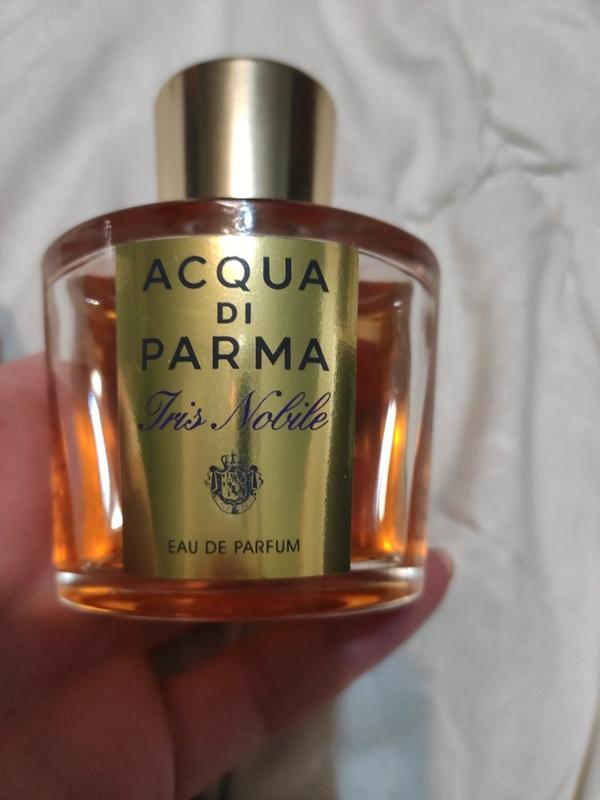 ACQUA
DI
PARMA
Iris Nobile
EAU DE PARFUM